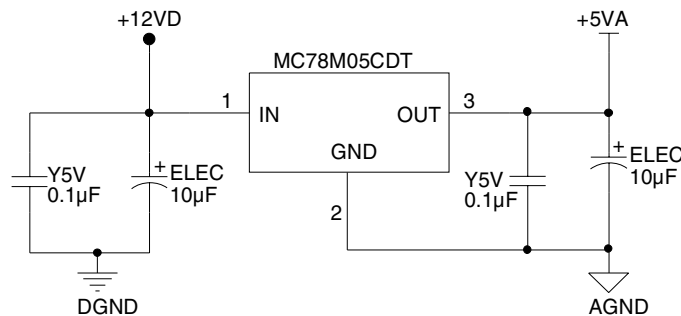 +12VD
+5VA
MC78M05CDT
1
IN
OUT
3
GND
2
Y5V
0.1µF
+
ELEC
10µF
Y5V
0.1µF
+
ELEC
10µF
DGND
AGND